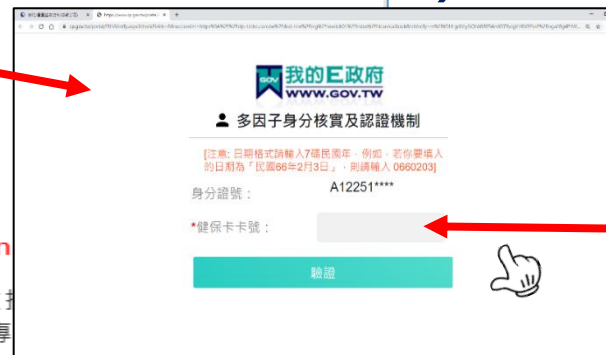 我的E政府
WWW.GOV.TW
多因子身分核實及認證機制
[注意: 日期格式請輸入7碼民國年，例如，若你要填入
的日期為「民國66年2月3日」，則請輸入 0660203]
身分證號：
A12251****
*健保卡卡號：
驗證